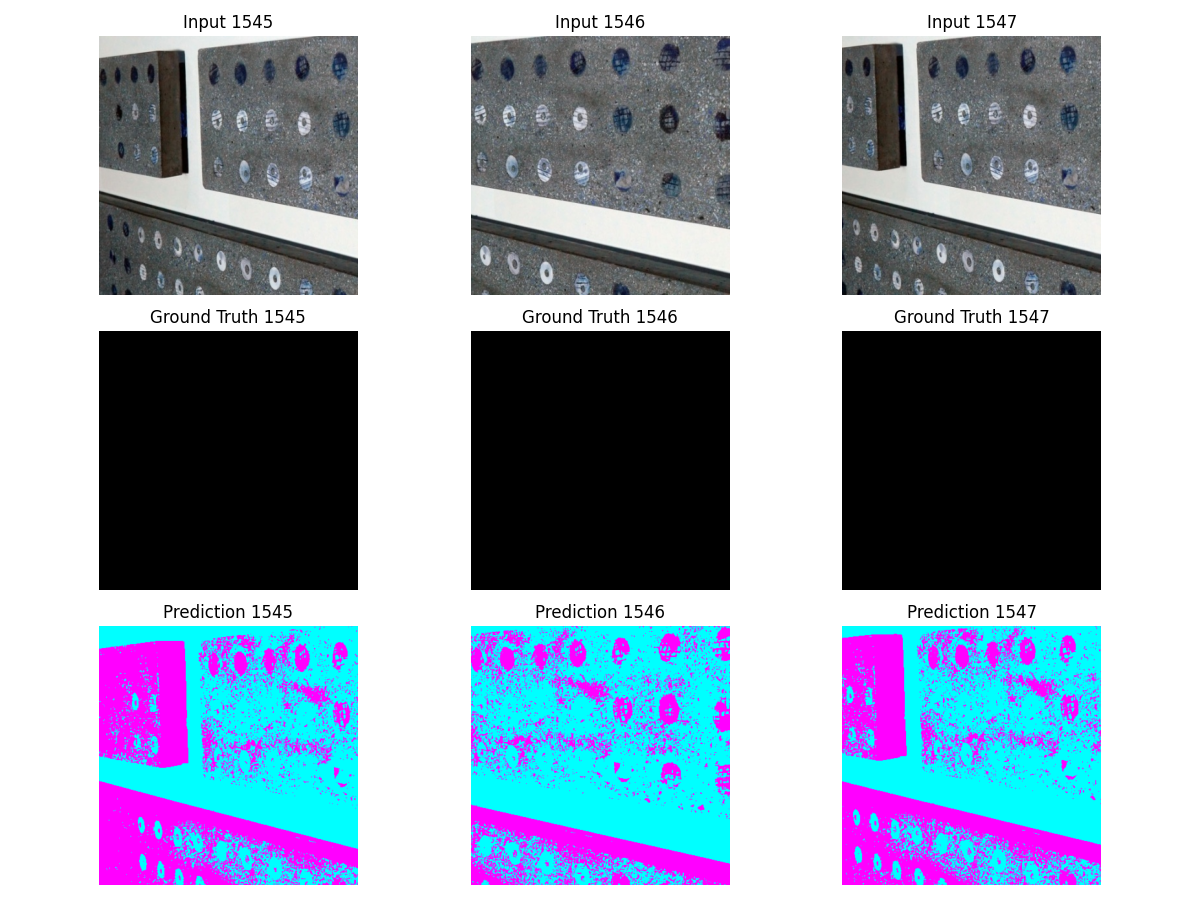 Input 1545
Input 1546
Input 1547
Ground Truth 1545
Ground Truth 1546
Ground Truth 1547
Prediction 1545
Prediction 1546
Prediction 1547